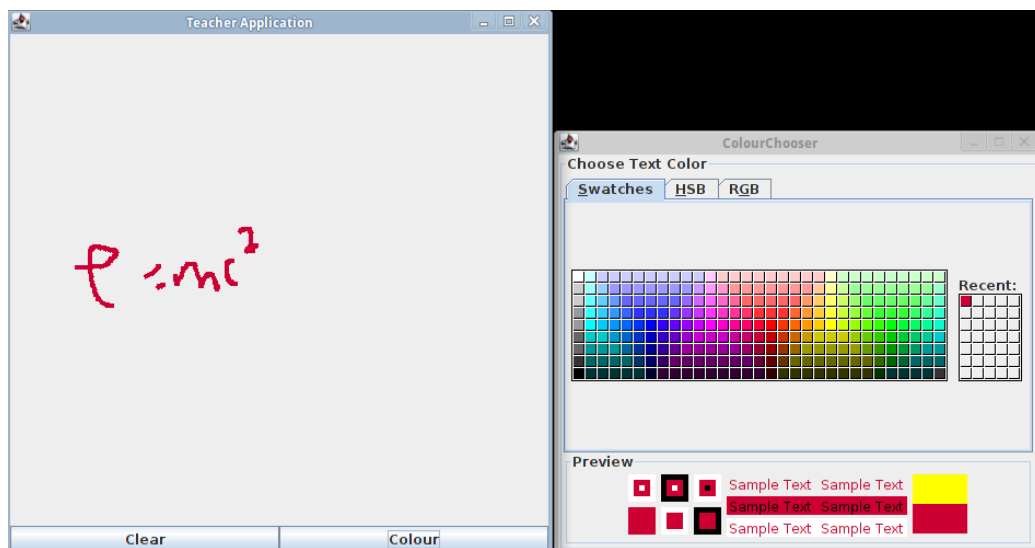 Teacher Application
e=mc²
Clear
Colour
ColourChooser
Choose Text Color
Swatches HSB RGB
Recent:
Preview
Sample Text Sample Text
Sample Text Sample Text
Sample Text Sample Text